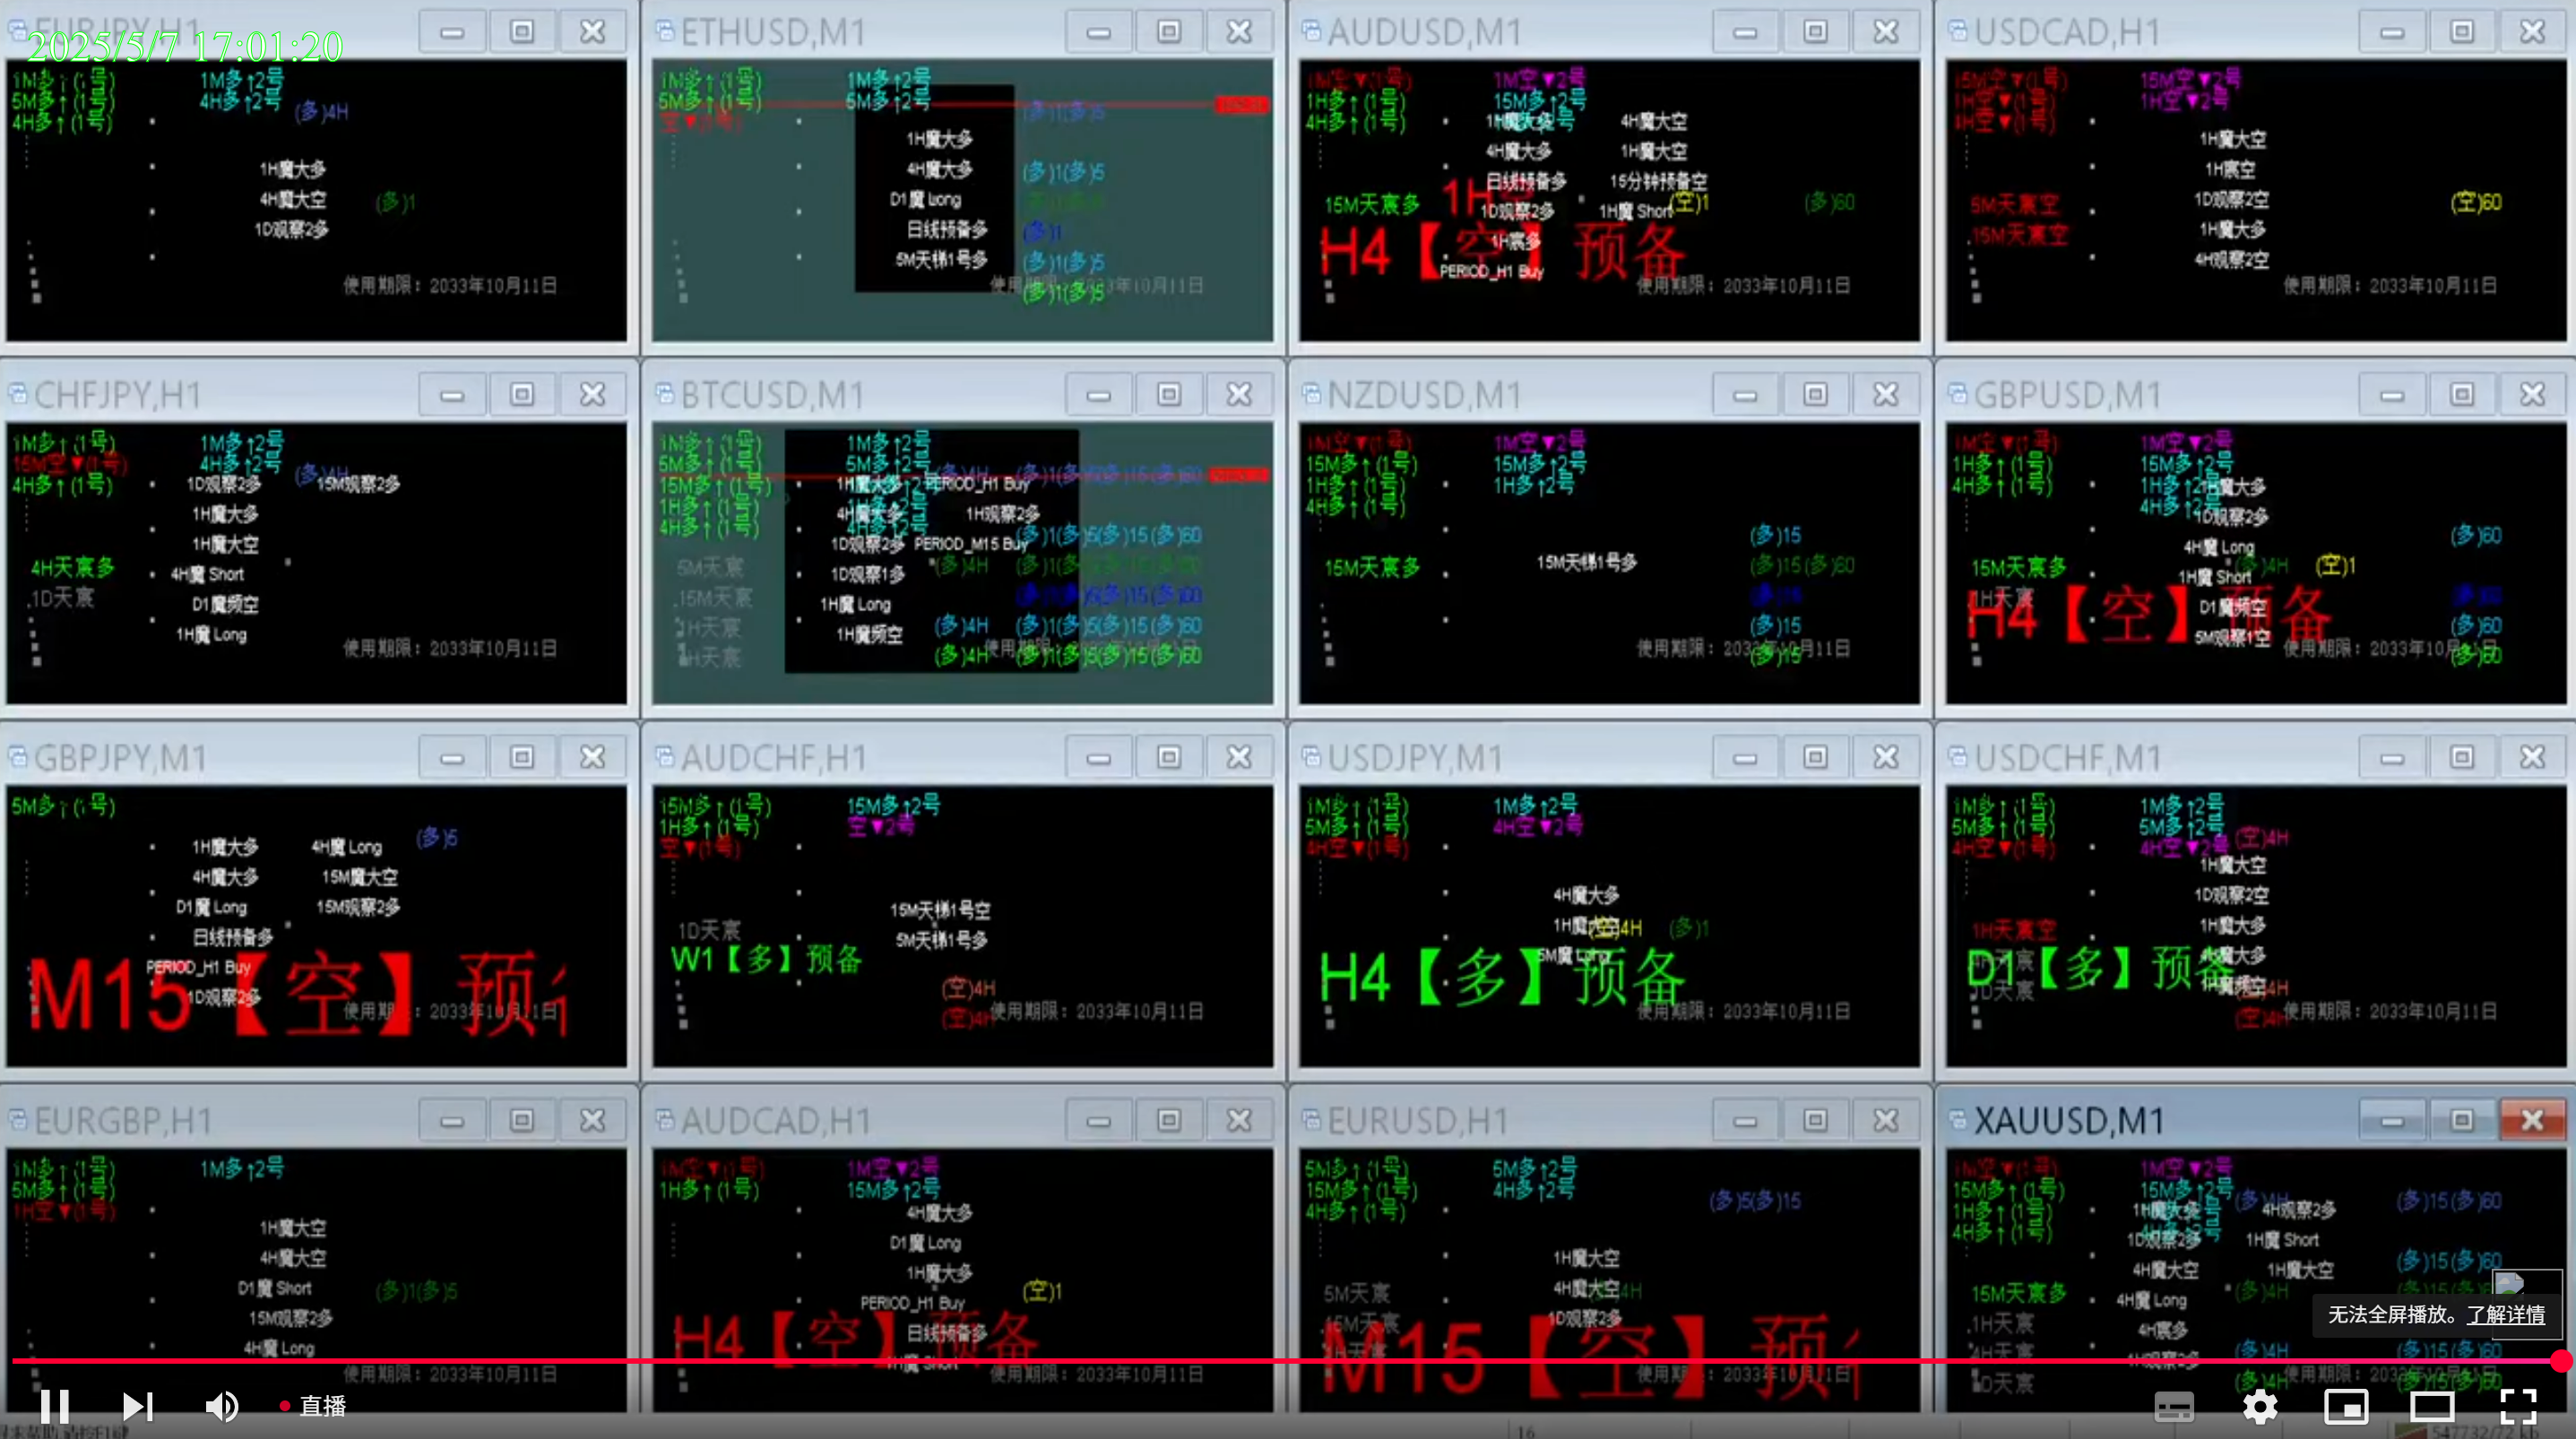 EURJPY,H1
2025/5/7 17:01:20
1M多↑(1号)
5M多↑(1号)
4H多↑(1号)
1M多↑2号
4H多↑2号
(多)4H
1H魔大多
4H魔大空
(多)1
1D观察2多
使用期限：2033年10月11日
ETHUSD,M1
1M多↑(1号)
5M多↑(1号)
空▼(1号)
1M多↑2号
5M多↑2号
(多)1(多)5
1H魔大多
4H魔大多
(多)1(多)5
D1魔 Long
日线预备多
(多)1
5M天梯1号多
(多)1(多)5
(多)1(多)5
AUDUSD,M1
1M空▼(1号)
1H多↑(1号)
4H多↑(1号)
1M空▼2号
15M多↑2号
1H魔大多
4H魔大空
4H魔大多
1H魔大空
日线预备多
15分钟预备空
15M天宸多
1D观察2多
1H魔 Short
(空)1
(多)60
H4【空】预备
1H宸多
PERIOD_H1 Buy
使用期限：2033年10月11日
USDCAD,H1
15M空▼(1号)
1H空▼(1号)
4H空▼(1号)
15M空▼2号
1H空▼2号
1H魔大空
1H宸空
5M天宸空
1D观察2空
(空)60
15M天宸空
1H魔大多
4H观察2空
使用期限：2033年10月11日
CHFJPY,H1
1M多↑(1号)
15M空▼(1号)
4H多↑(1号)
1M多↑2号
4H多↑2号
(多)4H
1D观察2多
15M观察2多
1H魔大多
1H魔大空
4H天宸多
4H魔 Short
1D天宸
D1魔频空
1H魔 Long
使用期限：2033年10月11日
BTCUSD,M1
1M多↑(1号)
5M多↑(1号)
15M多↑(1号)
1H多↑(1号)
4H多↑(1号)
1M多↑2号
5M多↑2号
1H魔大多
PERIOD_H1 Buy
4H魔大多
1H观察2多
1D观察2多
PERIOD_M15 Buy
(多)1(多)5(多)15(多)60
5M天宸
1D观察1多
(多)4H
15M天宸
1H魔 Long
1H天宸
1H魔频空
(多)4H
(多)1(多)5(多)15(多)60
(多)4H
(多)1(多)5(多)15(多)60
NZDUSD,M1
1M空▼(1号)
15M多↑(1号)
1H多↑(1号)
4H多↑(1号)
1M空▼2号
15M多↑2号
1H多↑2号
(多)15
15M天宸多
15M天梯1号多
(多)15(多)60
(多)15
(多)15
(多)15
使用期限：2033年10月11日
GBPUSD,M1
1M空▼(1号)
1H多↑(1号)
4H多↑(1号)
1M空▼2号
15M多↑2号
1H魔大多
1D观察2多
4H魔 Long
(多)60
15M天宸多
1H魔 Short
(多)4H
(空)1
1H天宸
H4【空】预备
D1魔频空
5M观察1空
(多)60
(多)60
使用期限：2033年10月11日
GBPJPY,M1
5M多↑(1号)
1H魔大多
4H魔 Long
(多)5
4H魔大多
15M魔大空
D1魔 Long
15M观察2多
日线预备多
PERIOD_H1 Buy
M15【空】预
1D观察2多
使用期限：2033年10月11日
AUDCHF,H1
15M多↑(1号)
1H多↑(1号)
空▼(1号)
15M多↑2号
空▼2号
15M天梯1号空
1D天宸
5M天梯1号多
W1【多】预备
(空)4H
(空)4H
使用期限：2033年10月11日
USDJPY,M1
1M多↑(1号)
5M多↑(1号)
4H空▼(1号)
1M多↑2号
4H空▼2号
4H魔大多
1H魔大空
(空)4H
(多)1
5M魔 Long
H4【多】预备
使用期限：2033年10月11日
USDCHF,M1
1M多↑(1号)
5M多↑(1号)
4H空▼(1号)
1M多↑2号
5M多↑2号
4H空▼2号
(空)4H
1H魔大空
1D观察2空
1H天宸空
1H魔大多
4H魔大多
D1【多】预备
1D天宸
1H魔频空
(空)4H
(空)4H
使用期限：2033年10月11日
EURGBP,H1
1M多↑(1号)
5M多↑(1号)
1H空▼(1号)
1M多↑2号
1H魔大空
4H魔大空
D1魔 Short
(多)1(多)5
15M观察2多
4H魔 Long
使用期限：2033年10月11日
AUDCAD,H1
1M空▼(1号)
1H多↑(1号)
1M空▼2号
15M多↑2号
4H魔大多
D1魔 Long
1H魔大多
(空)1
PERIOD_H1 Buy
日线预备多
H4【空】预备
1H魔 Short
使用期限：2033年10月11日
EURUSD,H1
5M多↑(1号)
15M多↑(1号)
4H多↑(1号)
5M多↑2号
4H多↑2号
(多)5(多)15
1H魔大空
4H魔大空
5M天宸
1D观察2多
15M天宸
M15【空】预
使用期限：2033年10月11日
XAUUSD,M1
1M空▼(1号)
15M多↑(1号)
1H多↑(1号)
4H多↑(1号)
1M空▼2号
15M多↑2号
(多)4H
(多)15(多)60
1H魔大多
4H观察2多
1D观察2多
1H魔 Short
4H魔大空
1H魔大空
(多)15(多)60
15M天宸多
4H魔 Long
(多)4H
1H天宸
4H宸多
4H天宸
(多)4H
(多)15(多)60
使用期限：2033年10月11日
无法全屏播放。了解详情
直播
16